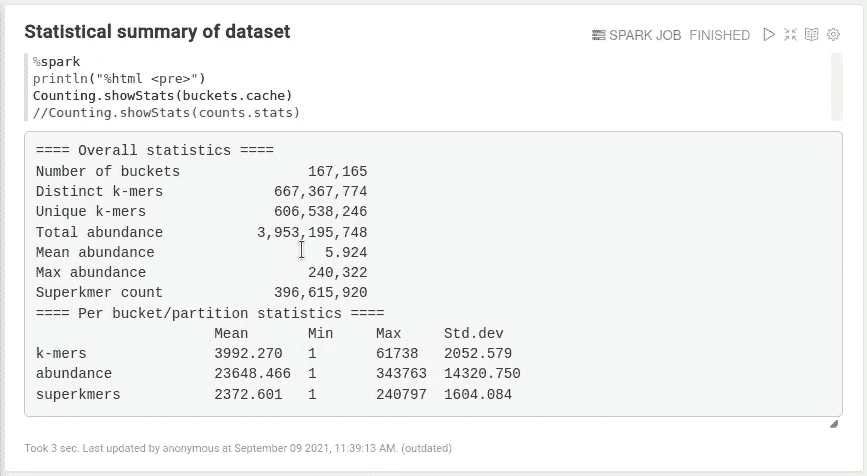 Statistical summary of dataset
SPARK JOB FINISHED
%spark
println("%html <pre>")
Counting.showStats(buckets.cache)
//Counting.showStats(counts.stats)
==== Overall statistics ====
Number of buckets 167,165
Distinct k-mers 667,367,774
Unique k-mers 606,538,246
Total abundance 3,953,195,748
Mean abundance 5.924
Max abundance 240,322
Superkmer count 396,615,920
==== Per bucket/partition statistics ====
Mean Min Max Std.dev
k-mers 3992.270 1 61738 2052.579
abundance 23648.466 1 343763 14320.750
superkmers 2372.601 1 240797 1604.084
Took 3 sec. Last updated by anonymous at September 09 2021, 11:39:13 AM. (outdated)